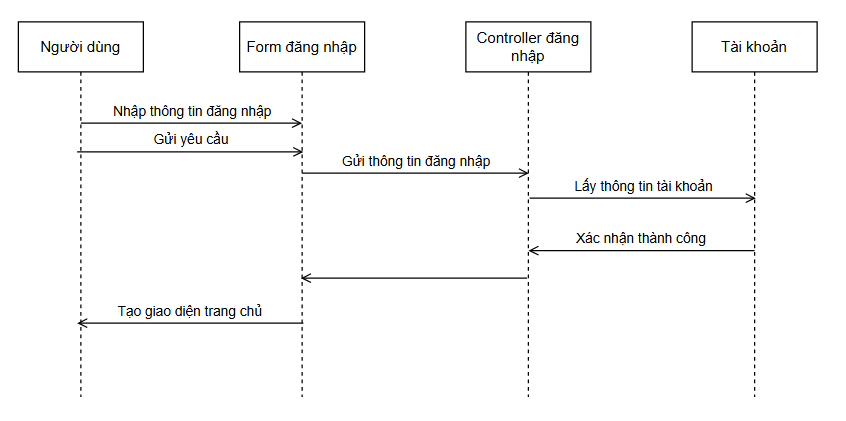 Người dùng
Form đăng nhập
Controller đăng
nhập
Tài khoản
Nhập thông tin đăng nhập
Gửi yêu cầu
Gửi thông tin đăng nhập
Lấy thông tin tài khoản
Xác nhận thành công
Tạo giao diện trang chủ